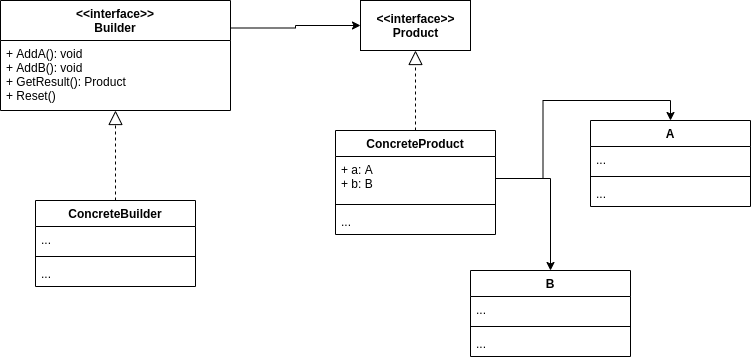 <<interface>>
Builder
+ AddA(): void
+ AddB(): void
+ GetResult(): Product
+ Reset()
<<interface>>
Product
ConcreteProduct
+ a: A
+ b: B
...
A
...
...
ConcreteBuilder
...
...
B
...
...